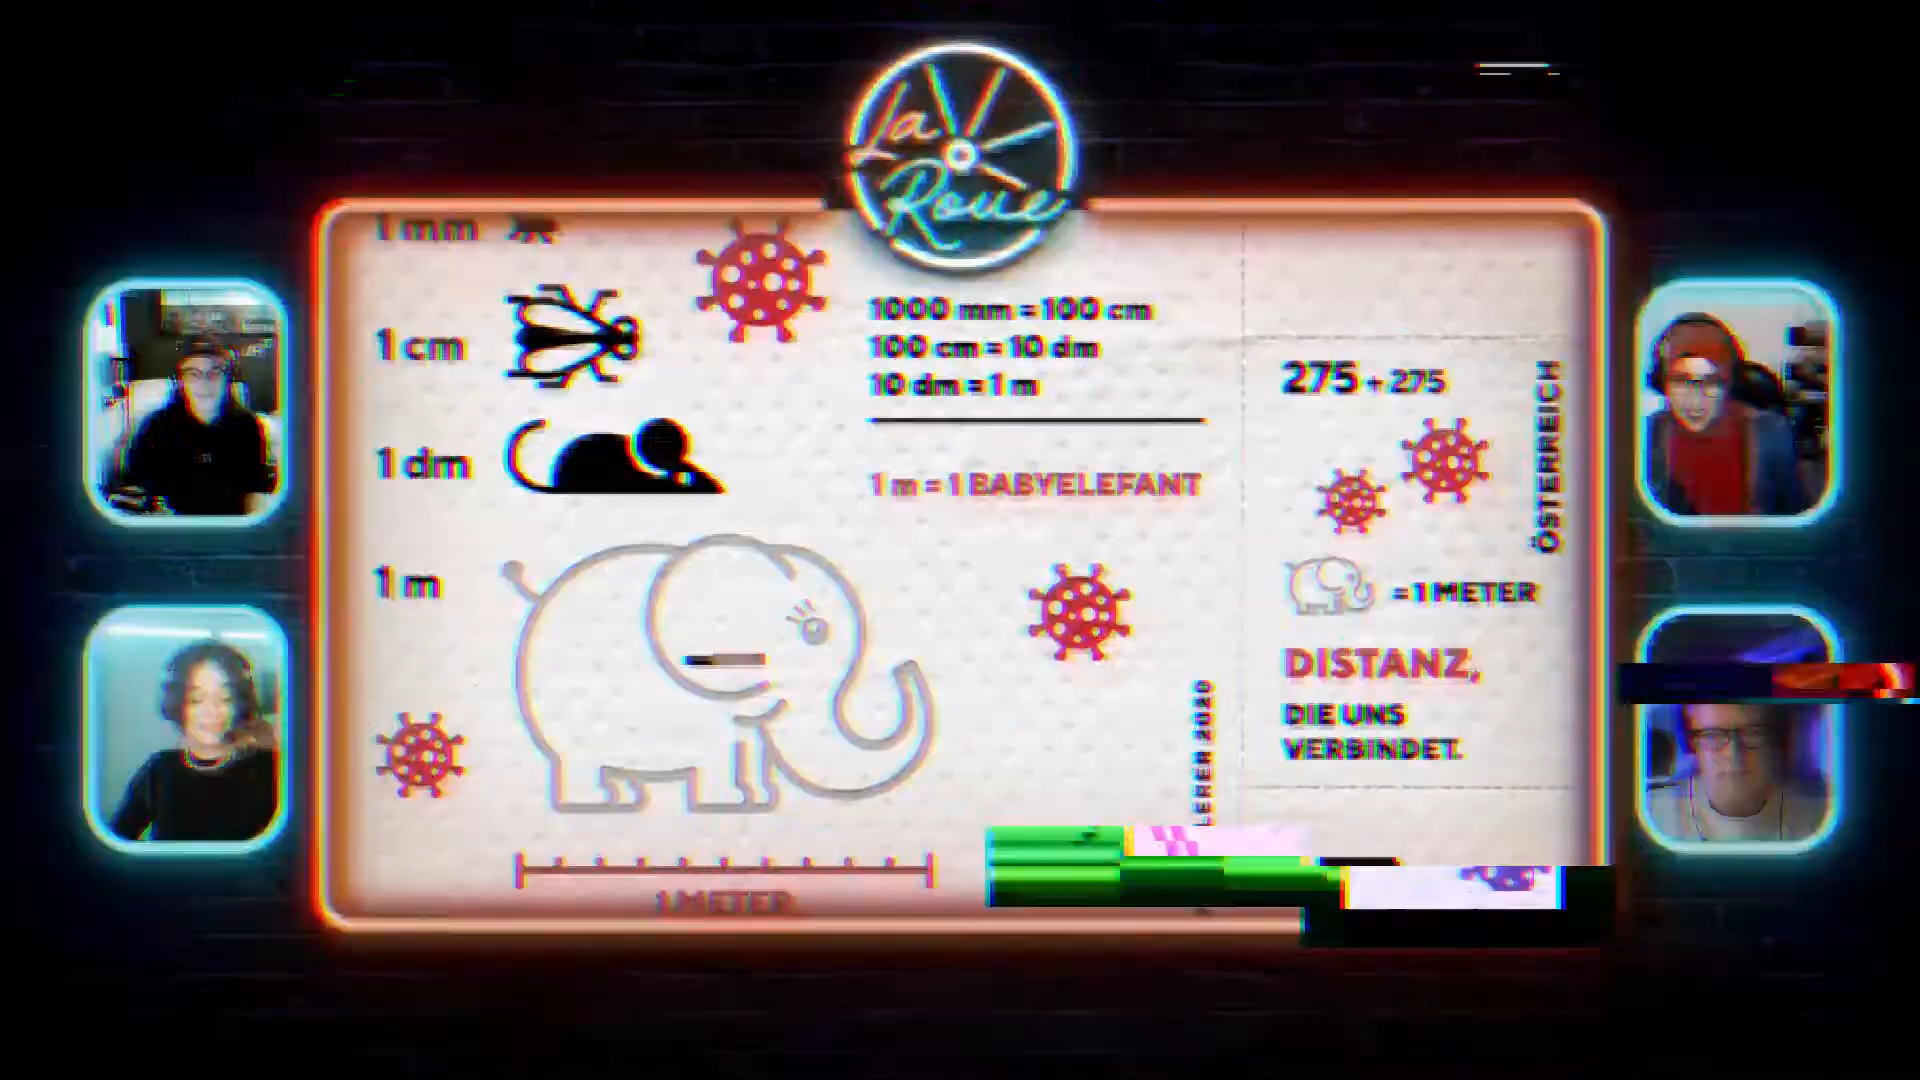 La
Roue
1 mm
1 cm
1 dm
1 m
1000 mm = 100 cm
100 cm = 10 dm
10 dm = 1 m
1 m = 1 BABYELEFANT
1 METER
2020
275 + 275
ÖSTERREICH
= 1 METER
DISTANZ,
DIE UNS
VERBINDET.